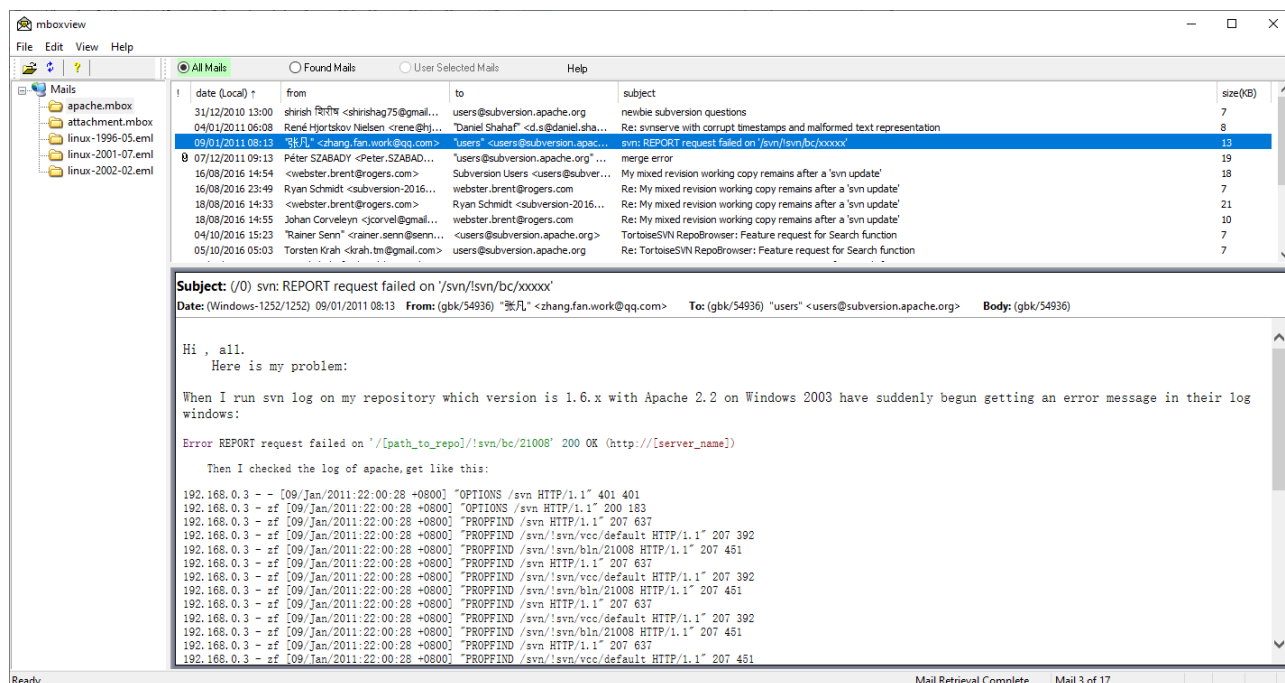 mboxview
File Edit View Help
All Mails Found Mails User Selected Mails Help
Mails
apache.mbox
attachment.mbox
linux-1996-05.eml
linux-2001-07.eml
linux-2002-02.eml
! date (Local) ↑ from to subject size(KB)
31/12/2010 13:00 shirish शिरीष <shirishag75@gmail... users@subversion.apache.org newbie subversion questions 7
04/01/2011 06:08 René Hjortskov Nielsen <rene@hj... "Daniel Shahaf" <d.s@daniel.sha... Re: svnserve with corrupt timestamps and malformed text representation 8
09/01/2011 08:13 "张凡" <zhang.fan.work@qq.com> "users" <users@subversion.apac... svn: REPORT request failed on '/svn/!svn/bc/xxxxx' 13
07/12/2011 09:13 Péter SZABADY <Peter.SZABAD... "users@subversion.apache.org" ... merge error 19
16/08/2016 14:54 <webster.brent@rogers.com> Subversion Users <users@subver... My mixed revision working copy remains after a 'svn update' 18
16/08/2016 23:49 Ryan Schmidt <subversion-2016... webster.brent@rogers.com Re: My mixed revision working copy remains after a 'svn update' 7
18/08/2016 14:33 <webster.brent@rogers.com> Ryan Schmidt <subversion-2016... Re: My mixed revision working copy remains after a 'svn update' 21
18/08/2016 14:55 Johan Corveleyn <jcorvel@gmail... webster.brent@rogers.com Re: My mixed revision working copy remains after a 'svn update' 10
04/10/2016 15:23 "Rainer Senn" <rainer.senn@senn... <users@subversion.apache.org> TortoiseSVN RepoBrowser: Feature request for Search function 7
05/10/2016 05:03 Torsten Krah <krah.tm@gmail.com> users@subversion.apache.org Re: TortoiseSVN RepoBrowser: Feature request for Search function 7
Subject: (/0) svn: REPORT request failed on '/svn/!svn/bc/xxxxx'
Date: (Windows-1252/1252) 09/01/2011 08:13 From: (gbk/54936) "张凡" <zhang.fan.work@qq.com> To: (gbk/54936) "users" <users@subversion.apache.org> Body: (gbk/54936)
Hi , all.
Here is my problem:
When I run svn log on my repository which version is 1.6.x with Apache 2.2 on Windows 2003 have suddenly begun getting an error message in their log
windows:
Error REPORT request failed on '/[path_to_repo]/!svn/bc/21008' 200 OK (http://[server_name])
Then I checked the log of apache,get like this:
192.168.0.3 - - [09/Jan/2011:22:00:28 +0800] "OPTIONS /svn HTTP/1.1" 401 401
192.168.0.3 - zf [09/Jan/2011:22:00:28 +0800] "OPTIONS /svn HTTP/1.1" 200 183
192.168.0.3 - zf [09/Jan/2011:22:00:28 +0800] "PROPFIND /svn HTTP/1.1" 207 637
192.168.0.3 - zf [09/Jan/2011:22:00:28 +0800] "PROPFIND /svn/!svn/vcc/default HTTP/1.1" 207 392
192.168.0.3 - zf [09/Jan/2011:22:00:28 +0800] "PROPFIND /svn/!svn/bln/21008 HTTP/1.1" 207 451
192.168.0.3 - zf [09/Jan/2011:22:00:28 +0800] "PROPFIND /svn HTTP/1.1" 207 637
192.168.0.3 - zf [09/Jan/2011:22:00:28 +0800] "PROPFIND /svn/!svn/vcc/default HTTP/1.1" 207 392
192.168.0.3 - zf [09/Jan/2011:22:00:28 +0800] "PROPFIND /svn/!svn/bln/21008 HTTP/1.1" 207 451
192.168.0.3 - zf [09/Jan/2011:22:00:28 +0800] "PROPFIND /svn HTTP/1.1" 207 637
192.168.0.3 - zf [09/Jan/2011:22:00:28 +0800] "PROPFIND /svn/!svn/vcc/default HTTP/1.1" 207 392
192.168.0.3 - zf [09/Jan/2011:22:00:28 +0800] "PROPFIND /svn/!svn/bln/21008 HTTP/1.1" 207 451
192.168.0.3 - zf [09/Jan/2011:22:00:28 +0800] "PROPFIND /svn HTTP/1.1" 207 637
192.168.0.3 - zf [09/Jan/2011:22:00:28 +0800] "PROPFIND /svn/!svn/vcc/default HTTP/1.1" 207 451
Ready Mail Retrieval Complete Mail 3 of 17